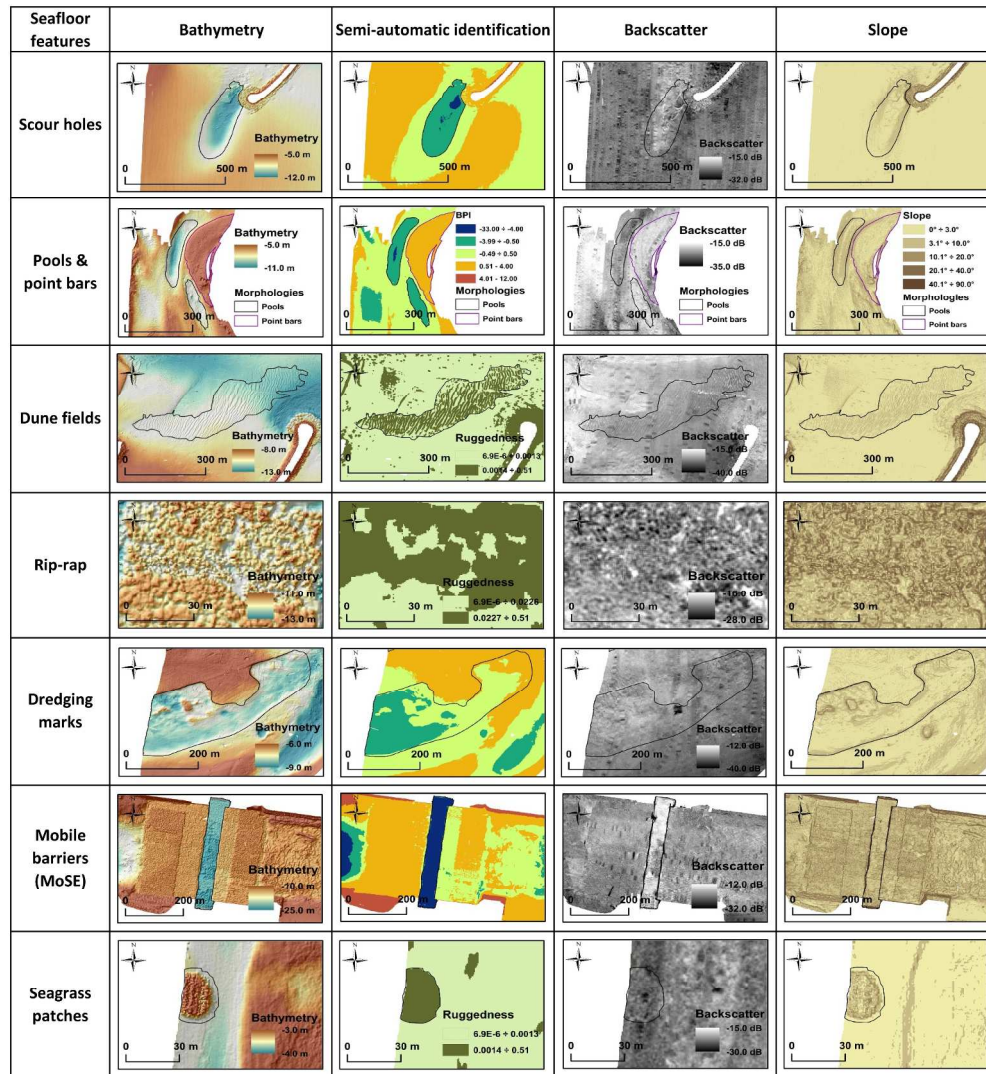 Seafloor features
Bathymetry
Semi-automatic identification
Backscatter
Slope
Scour holes
N
0
500 m
Bathymetry
-5.0 m
-12.0 m
N
0
500 m
N
0
500 m
Backscatter
-15.0 dB
-32.0 dB
N
0
500 m
Pools & point bars
N
0
300 m
Bathymetry
-5.0 m
-11.0 m
Morphologies
Pools
Point bars
N
0
300 m
BPI
-33.00 ÷ -4.00
-3.99 ÷ -0.50
-0.49 ÷ 0.50
0.51 - 4.00
4.01 - 12.00
Morphologies
Pools
Point bars
N
0
300 m
Backscatter
-15.0 dB
-35.0 dB
Morphologies
Pools
Point bars
N
0
300 m
Slope
0° ÷ 3.0°
3.1° ÷ 10.0°
10.1° ÷ 20.0°
20.1° ÷ 40.0°
40.1° ÷ 90.0°
Morphologies
Pools
Point bars
Dune fields
N
0
300 m
Bathymetry
-8.0 m
-13.0 m
N
0
300 m
Ruggedness
6.9E-6 ÷ 0.0013
0.0014 ÷ 0.51
N
0
300 m
Backscatter
-15.0 dB
-40.0 dB
N
0
300 m
Rip-rap
N
0
30 m
Bathymetry
-11.0 m
-13.0 m
N
0
30 m
Ruggedness
6.9E-6 ÷ 0.0226
0.0227 ÷ 0.51
N
0
30 m
Backscatter
-28.0 dB
N
0
30 m
Dredging marks
N
0
200 m
Bathymetry
-6.0 m
-9.0 m
N
0
200 m
N
0
200 m
Backscatter
-12.0 dB
-40.0 dB
N
0
200 m
Mobile barriers (MoSE)
N
0
200 m
Bathymetry
-10.0 m
-25.0 m
N
0
200 m
N
0
200 m
Backscatter
-12.0 dB
-32.0 dB
N
0
200 m
Seagrass patches
N
0
30 m
Bathymetry
-3.0 m
-4.0 m
N
0
30 m
Ruggedness
6.9E-6 ÷ 0.0013
0.0014 ÷ 0.51
N
0
30 m
Backscatter
-15.0 dB
-30.0 dB
N
0
30 m